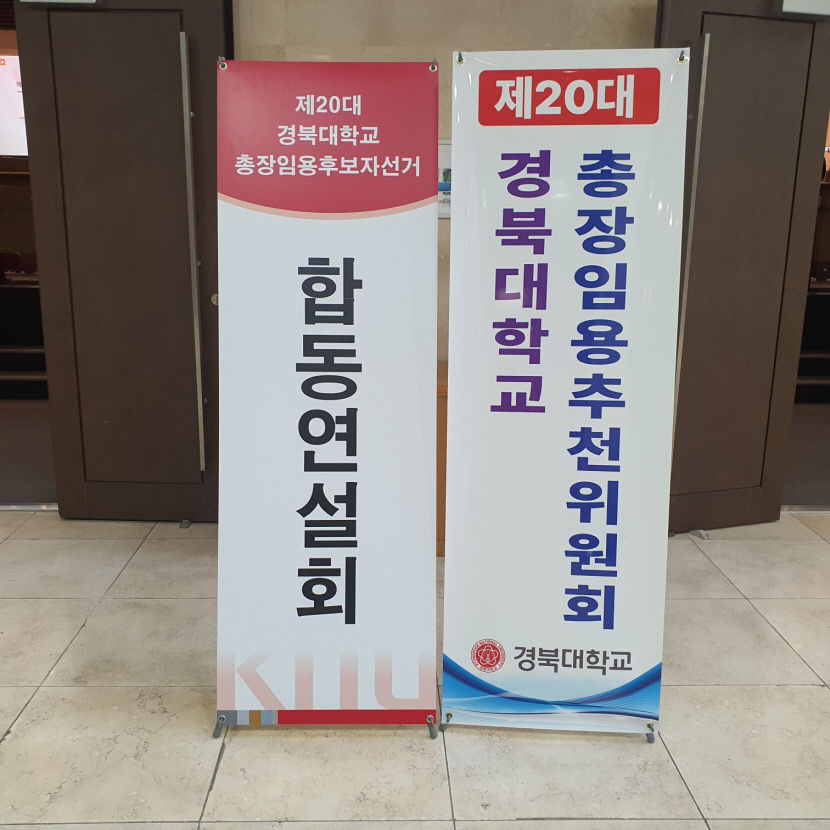 제20대
경북대학교
총장임용후보자선거
합동연설회
knu
제20대
경북대학교
총장임용추천위원회
경북대학교